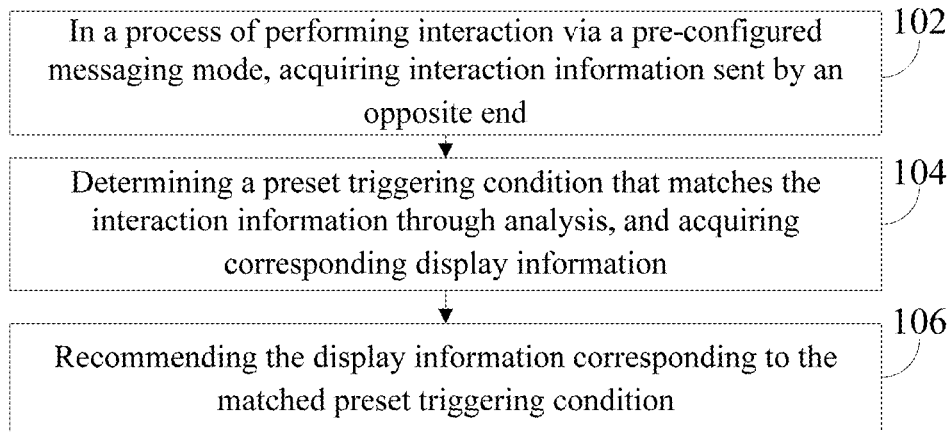 In a process of performing interaction via a pre-configured
messaging mode, acquiring interaction information sent by an
opposite end
102
Determining a preset triggering condition that matches the
interaction information through analysis, and acquiring
corresponding display information
104
Recommending the display information corresponding to the
matched preset triggering condition
106